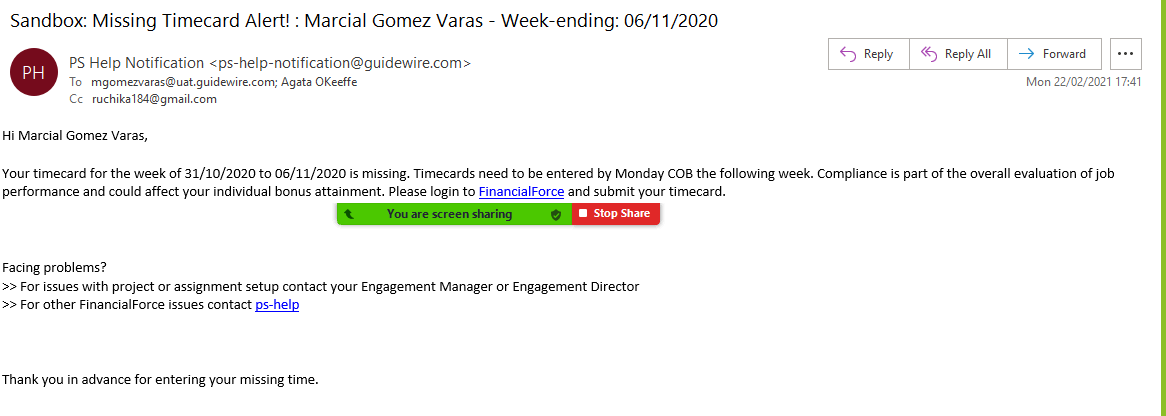 Sandbox: Missing Timecard Alert! : Marcial Gomez Varas - Week-ending: 06/11/2020
PH
PS Help Notification <ps-help-notification@guidewire.com>
Reply
Reply All
Forward
To mgomezvaras@uat.guidewire.com; Agata OKeeffe
Mon 22/02/2021 17:41
Cc ruchika184@gmail.com
Hi Marcial Gomez Varas,
Your timecard for the week of 31/10/2020 to 06/11/2020 is missing. Timecards need to be entered by Monday COB the following week. Compliance is part of the overall evaluation of job
performance and could affect your individual bonus attainment. Please login to FinancialForce and submit your timecard.
You are screen sharing
Stop Share
Facing problems?
>> For issues with project or assignment setup contact your Engagement Manager or Engagement Director
>> For other FinancialForce issues contact ps-help
Thank you in advance for entering your missing time.